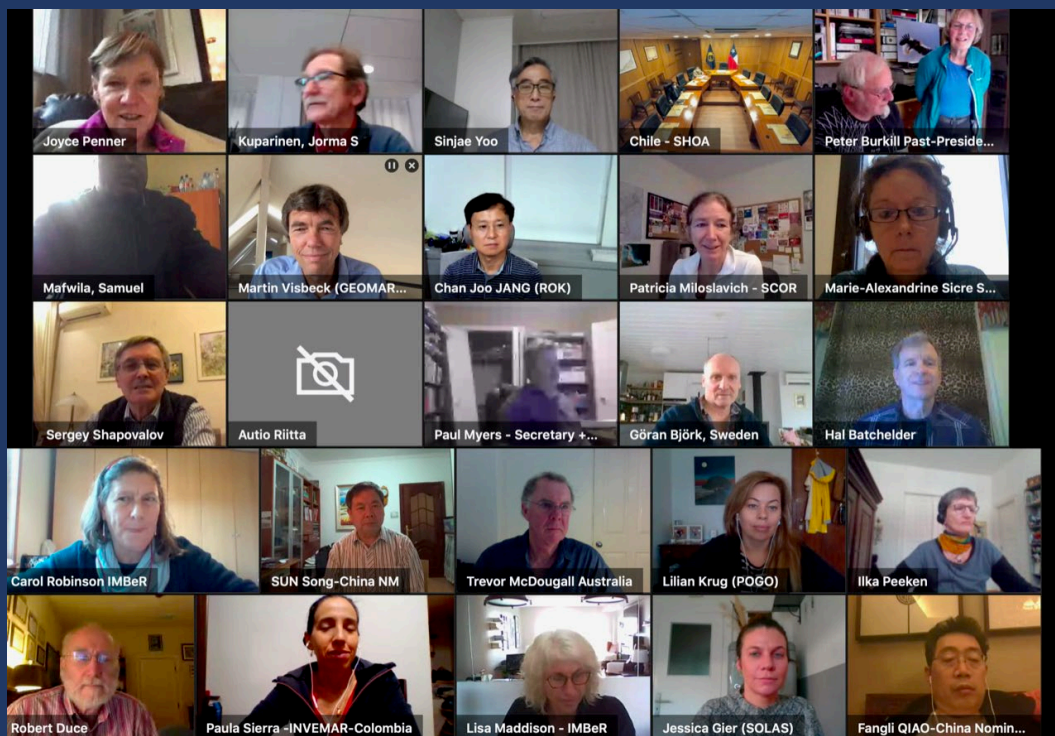 Joyce Penner
Kuparinen, Jorma S
Sinjae Yoo
Chile - SHOA
Peter Burkill Past-Preside...
Mafwila, Samuel
Martin Visbeck (GEOMAR...
Chan Joo JANG (ROK)
Patricia Miloslavich - SCOR
Marie-Alexandrine Sicre S...
Sergey Shapovalov
Autio Riitta
Paul Myers - Secretary +...
Göran Björk, Sweden
Hal Batchelder
Carol Robinson IMBeR
SUN Song-China NM
Trevor McDougall Australia
Lilian Krug (POGO)
Ilka Peeken
Robert Duce
Paula Sierra -INVEMAR-Colombia
Lisa Maddison - IMBeR
Jessica Gier (SOLAS)
Fangli QIAO-China Nomin...